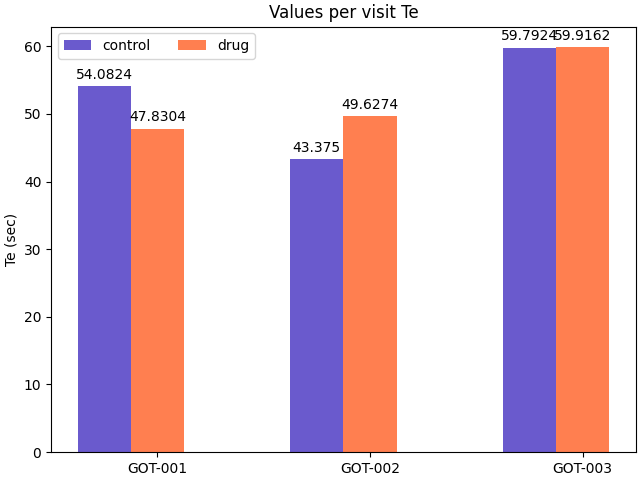 Values per visit Te
control
drug
54.0824
47.8304
43.375
49.6274
59.7924
59.9162
Te (sec)
60
50
40
30
20
10
0
GOT-001
GOT-002
GOT-003